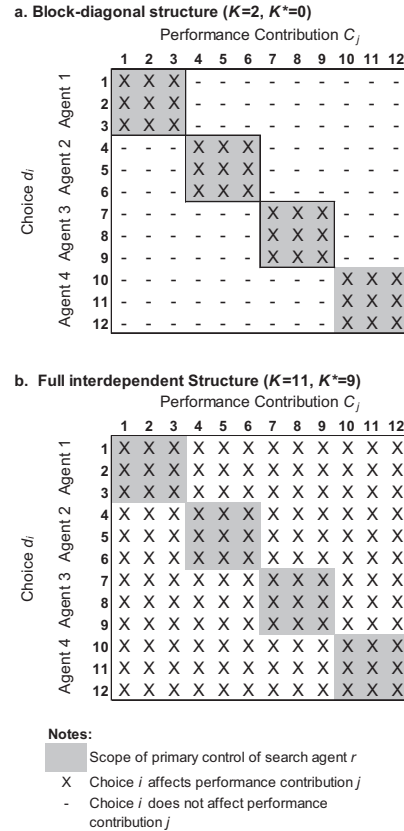 a. Block-diagonal structure (K=2, K*=0)
Performance Contribution Cj
1 2 3 4 5 6 7 8 9 10 11 12
Choice di
Agent 1
Agent 2
Agent 3
Agent 4
1 X X X - - - - - - - - -
2 X X X - - - - - - - - -
3 X X X - - - - - - - - -
4 - - - X X X - - - - - -
5 - - - X X X - - - - - -
6 - - - X X X - - - - - -
7 - - - - - - X X X - - -
8 - - - - - - X X X - - -
9 - - - - - - X X X - - -
10 - - - - - - - - - X X X
11 - - - - - - - - - X X X
12 - - - - - - - - - X X X
b. Full interdependent Structure (K=11, K*=9)
Performance Contribution Cj
1 2 3 4 5 6 7 8 9 10 11 12
Choice di
Agent 1
Agent 2
Agent 3
Agent 4
1 X X X X X X X X X X X X
2 X X X X X X X X X X X X
3 X X X X X X X X X X X X
4 X X X X X X X X X X X X
5 X X X X X X X X X X X X
6 X X X X X X X X X X X X
7 X X X X X X X X X X X X
8 X X X X X X X X X X X X
9 X X X X X X X X X X X X
10 X X X X X X X X X X X X
11 X X X X X X X X X X X X
12 X X X X X X X X X X X X
Notes:
Scope of primary control of search agent r
X Choice i affects performance contribution j
- Choice i does not affect performance
contribution j